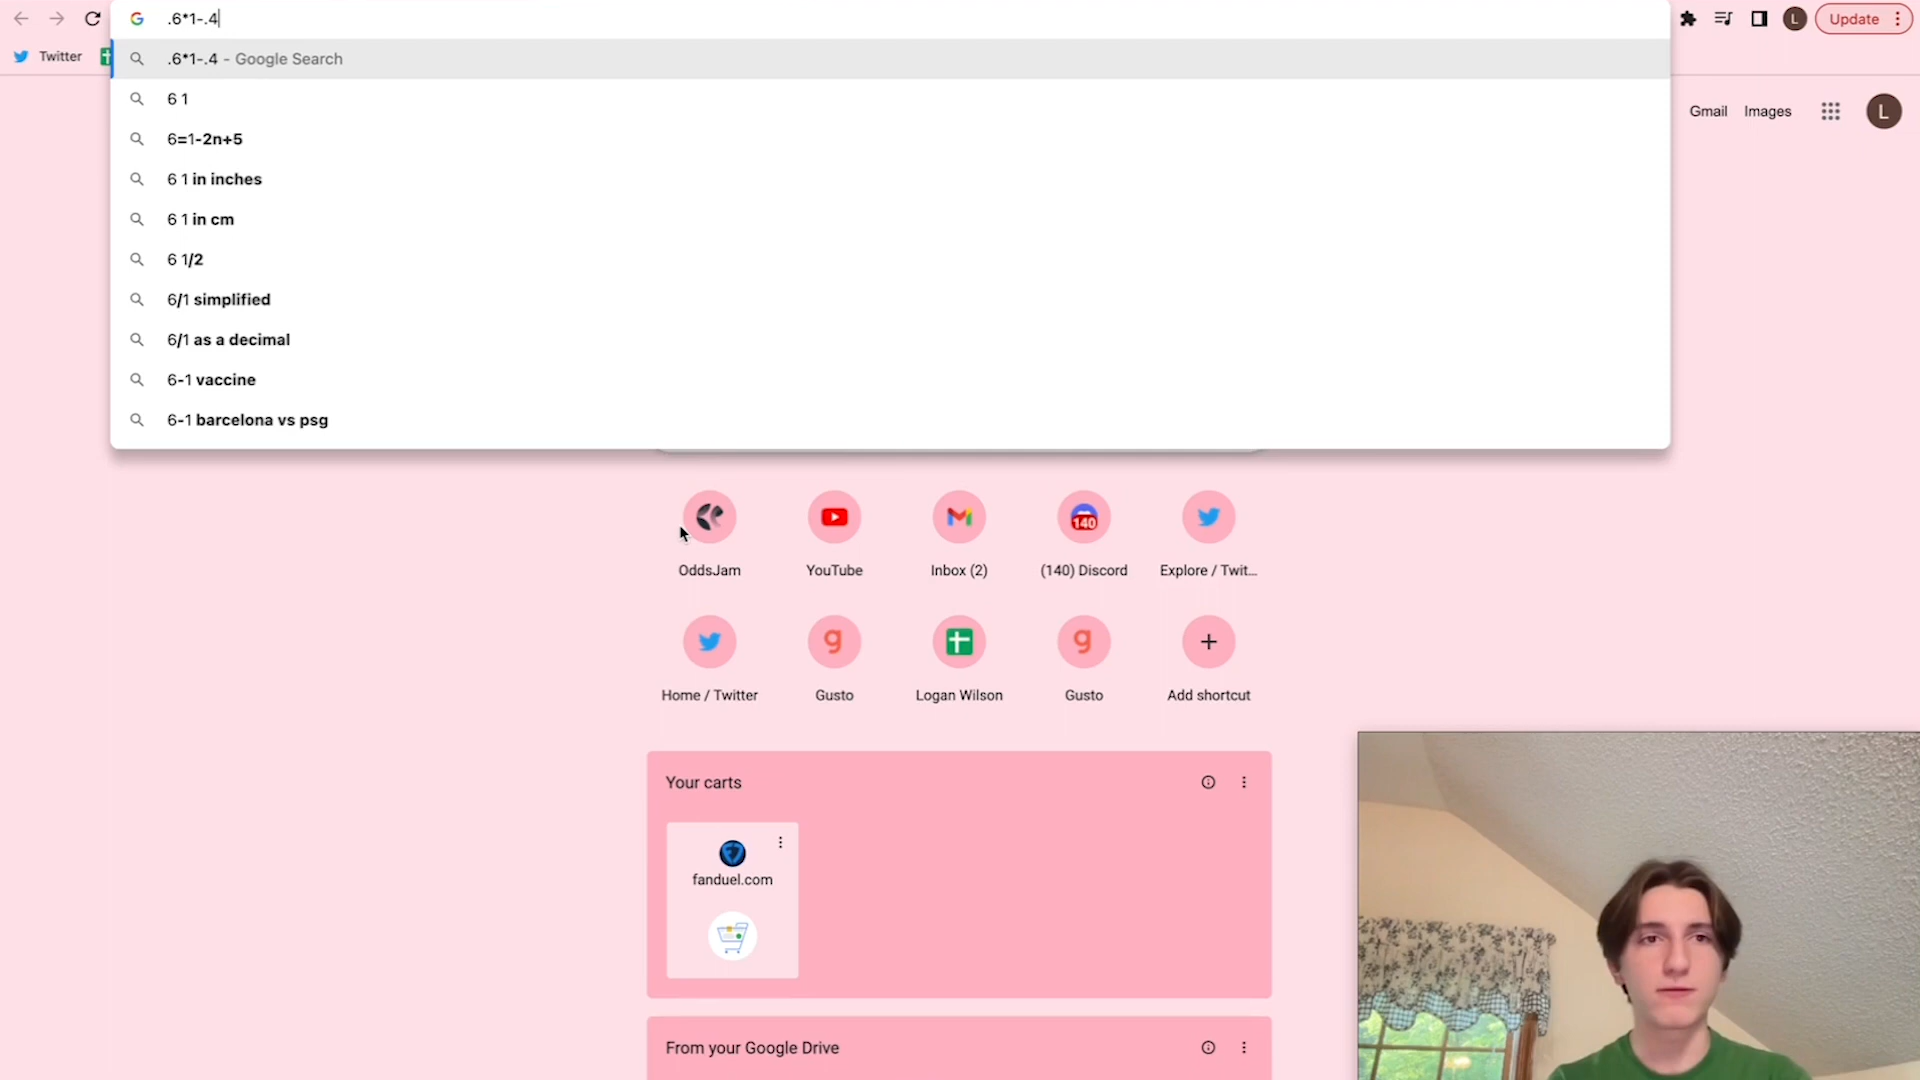 .6*1-.4
Update
.6*1-.4 - Google Search
Twitter
6 1
6=1-2n+5
6 1 in inches
6 1 in cm
6 1/2
6/1 simplified
6/1 as a decimal
6-1 vaccine
6-1 barcelona vs psg
Gmail Images
L
L
140
OddsJam YouTube Inbox (2) (140) Discord Explore / Twit...
Home / Twitter Gusto Logan Wilson Gusto Add shortcut
Your carts
fanduel.com
From your Google Drive